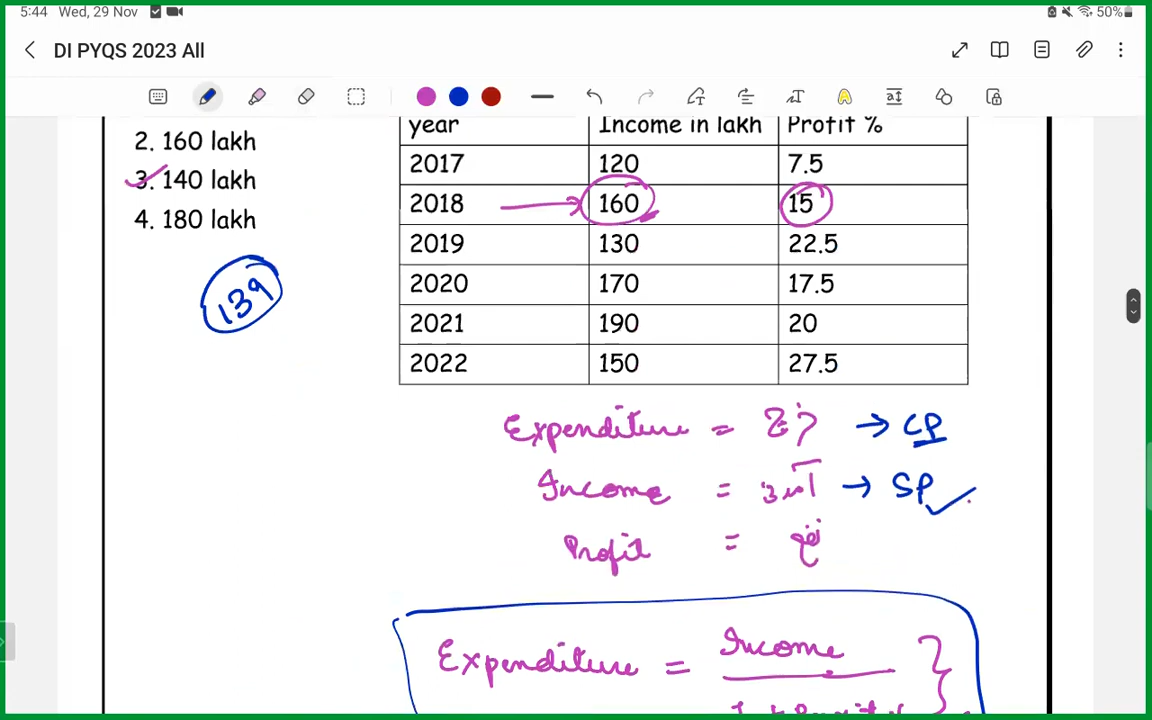 5:44 Wed, 29 Nov
50%
DI PYQS 2023 All
year Income in lakh Profit %
2. 160 lakh
3. 140 lakh
4. 180 lakh
2017 120 7.5
2018 160 15
2019 130 22.5
2020 170 17.5
2021 190 20
2022 150 27.5
139
Expenditure = → CP
Income = → SP
Profit =
Expenditure = Income